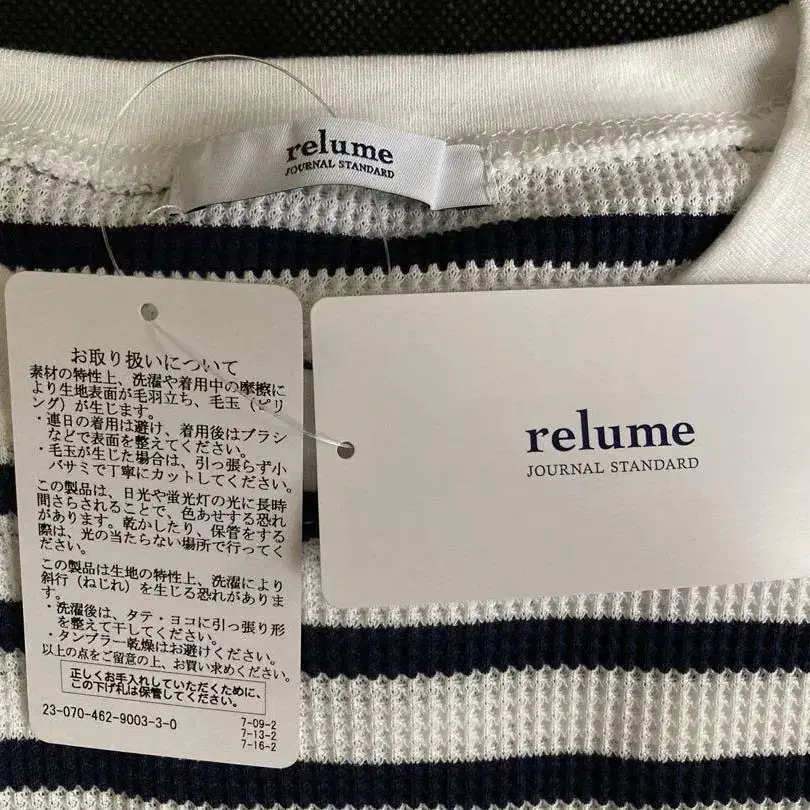 relume
JOURNAL STANDARD
お取り扱いについて
素材の特性上、洗濯や着用中の摩擦に
より生地表面が毛羽立ち、毛玉（ピリ
ング）が生じます。
・連日の着用は避け、着用後はブラシ
などで表面を整えてください。
・毛玉が生じた場合は、引っ張らず小
バサミで丁寧にカットしてください。
この製品は、日光や蛍光灯の光に長時
間さらされることで、色あせする恐れ
があります。乾かしたり、保管をする
際は、光の当たらない場所で行ってく
ださい。
この製品は生地の特性上、洗濯により
斜行（ねじれ）を生じる恐れがありま
す。
・洗濯後は、タテ・ヨコに引っ張り形
を整えて干してください。
・タンブラー乾燥はお避けください。
以上の点をご留意の上、お買い求めください。
正しくお手入れしていただくために、
この下げ札は保管してください。
23-070-462-9003-3-0
7-09-2
7-13-2
7-16-2
relume
JOURNAL STANDARD